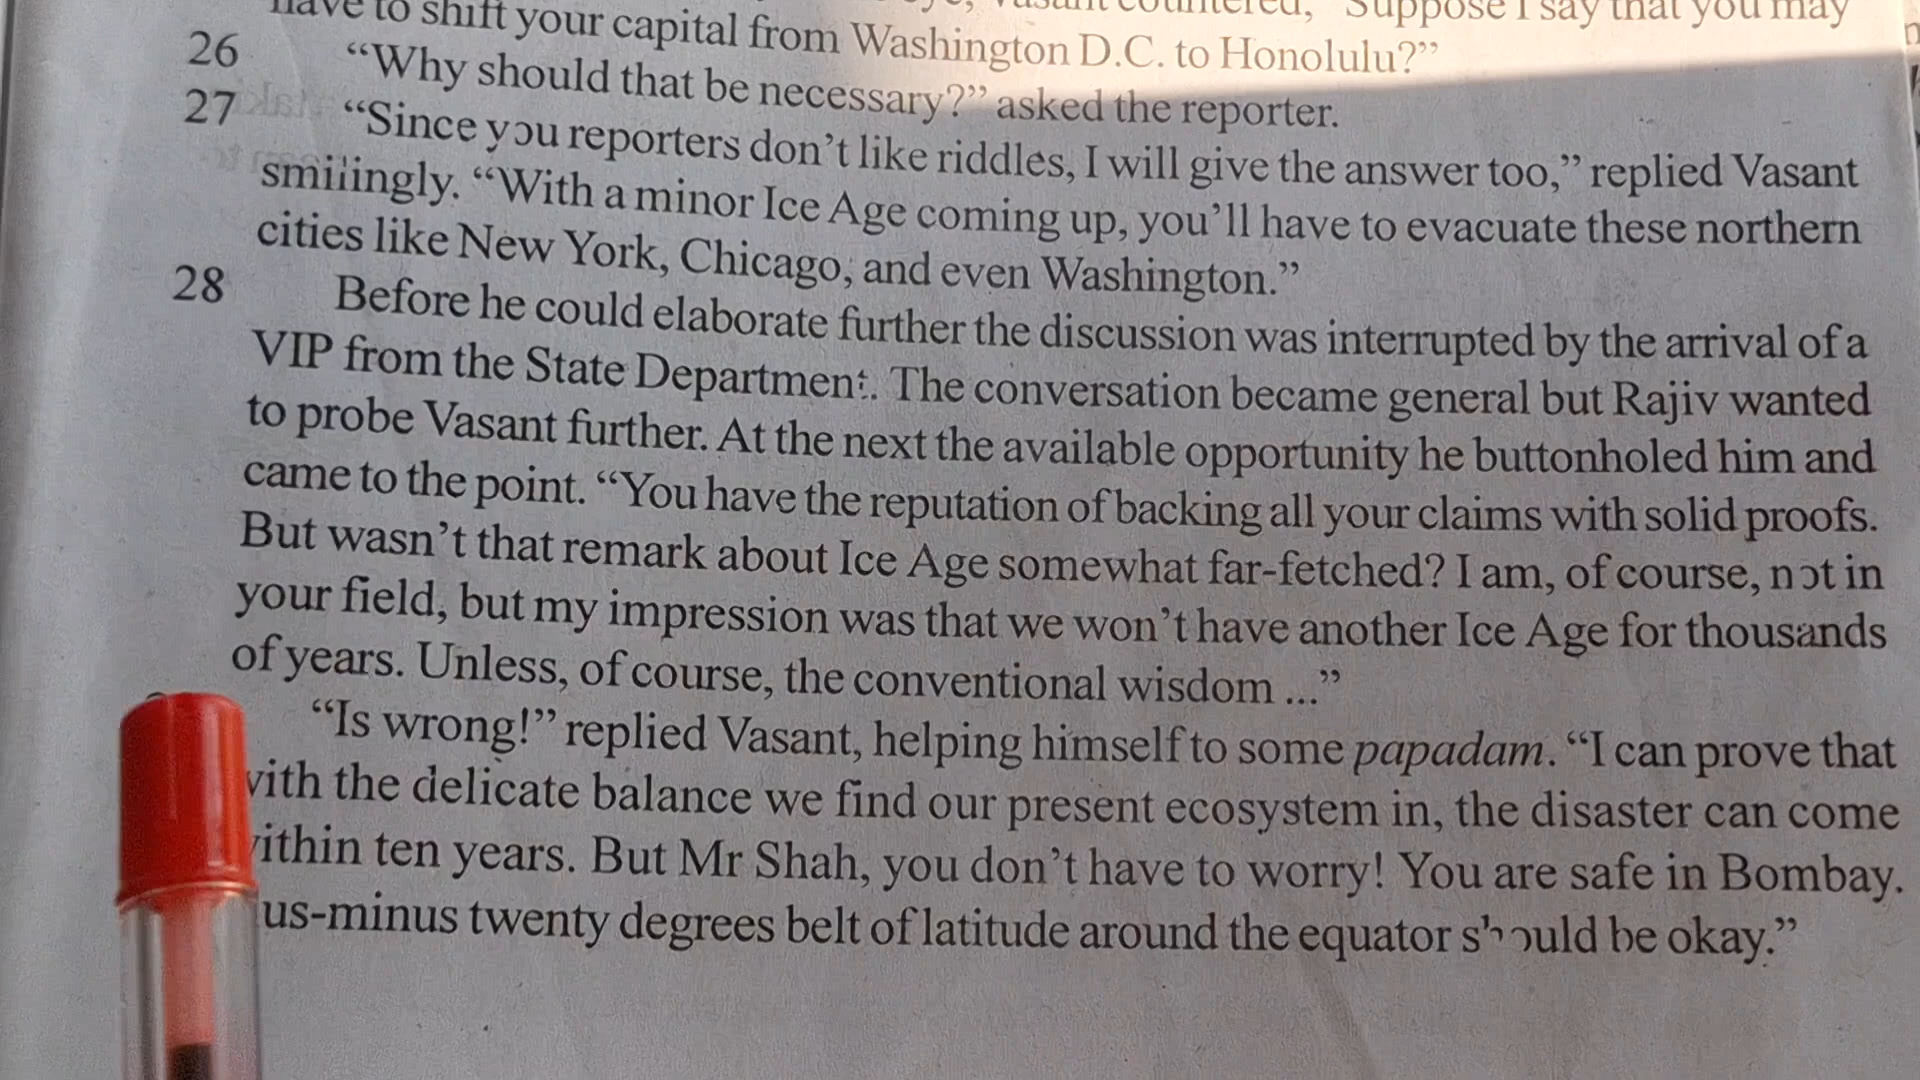 have to shift your capital from Washington D.C. to Honolulu?"
26 "Why should that be necessary?" asked the reporter.
27 "Since you reporters don't like riddles, I will give the answer too," replied Vasant
smilingly. "With a minor Ice Age coming up, you'll have to evacuate these northern
cities like New York, Chicago, and even Washington."
28 Before he could elaborate further the discussion was interrupted by the arrival of a
VIP from the State Department. The conversation became general but Rajiv wanted
to probe Vasant further. At the next the available opportunity he buttonholed him and
came to the point. "You have the reputation of backing all your claims with solid proofs.
But wasn't that remark about Ice Age somewhat far-fetched? I am, of course, not in
your field, but my impression was that we won't have another Ice Age for thousands
of years. Unless, of course, the conventional wisdom ..."
"Is wrong!" replied Vasant, helping himself to some papadam. "I can prove that
with the delicate balance we find our present ecosystem in, the disaster can come
within ten years. But Mr Shah, you don't have to worry! You are safe in Bombay.
us-minus twenty degrees belt of latitude around the equator should be okay."